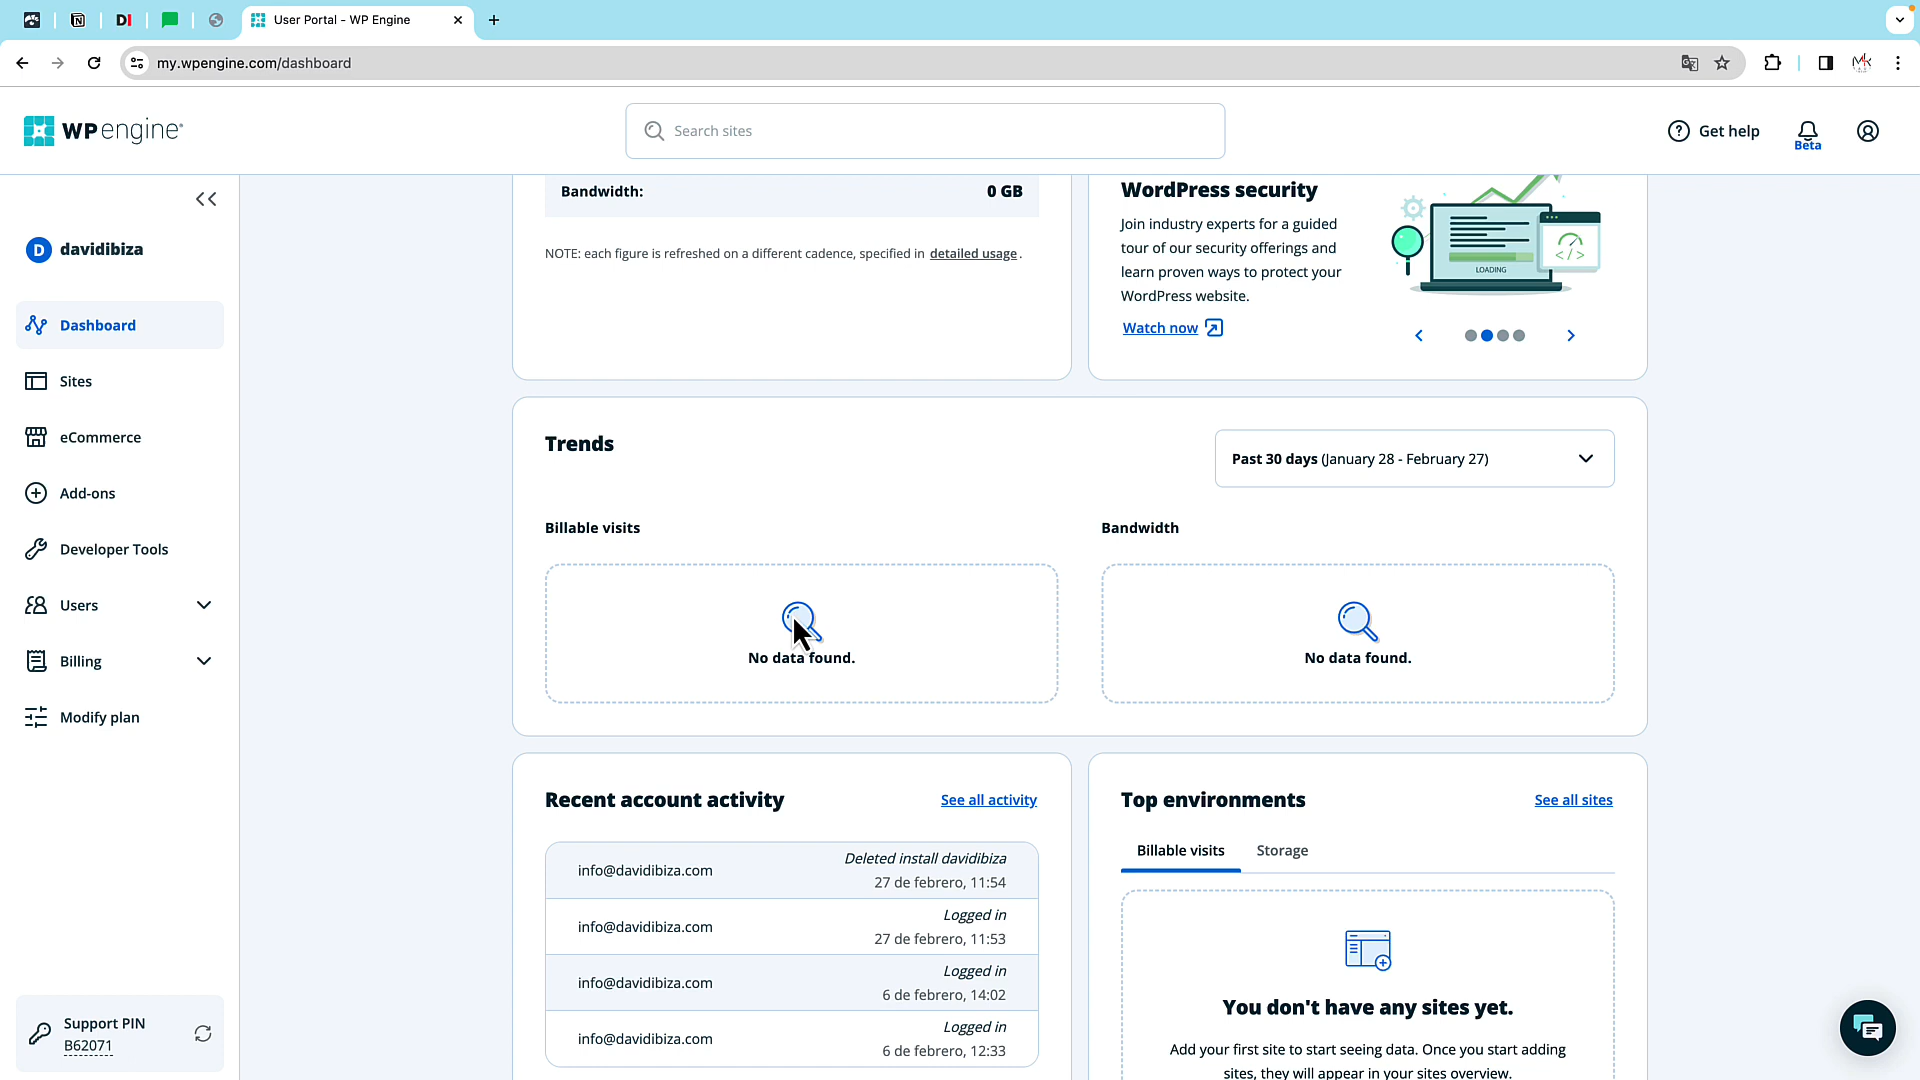 DI
User Portal - WP Engine
my.wpengine.com/dashboard
WP engine
Search sites
Get help
Beta
D davidibiza
Dashboard
Sites
eCommerce
Add-ons
Developer Tools
Users
Billing
Modify plan
Support PIN
B62071
Bandwidth: 0 GB
NOTE: each figure is refreshed on a different cadence, specified in detailed usage.
WordPress security
Join industry experts for a guided
tour of our security offerings and
learn proven ways to protect your
WordPress website.
Watch now
LOADING
Trends
Past 30 days (January 28 - February 27)
Billable visits
No data found.
Bandwidth
No data found.
Recent account activity
See all activity
info@davidibiza.com
Deleted install davidibiza
27 de febrero, 11:54
info@davidibiza.com
Logged in
27 de febrero, 11:53
info@davidibiza.com
Logged in
6 de febrero, 14:02
info@davidibiza.com
Logged in
6 de febrero, 12:33
Top environments
See all sites
Billable visits
Storage
You don't have any sites yet.
Add your first site to start seeing data. Once you start adding
sites, they will appear in your sites overview.